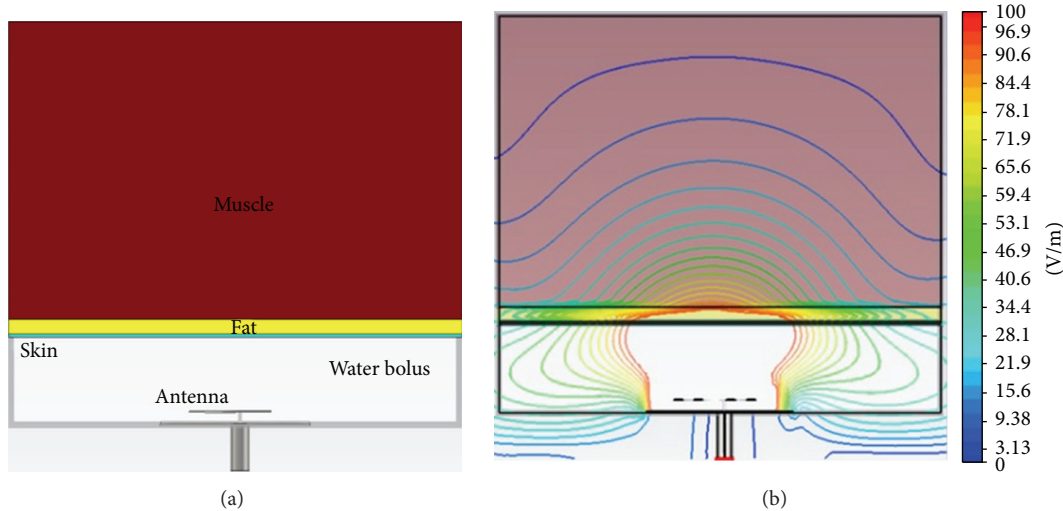 Muscle
Fat
Skin
Water bolus
Antenna
(a)
100
96.9
90.6
84.4
78.1
71.9
65.6
59.4
53.1
46.9
40.6
34.4
28.1
21.9
15.6
9.38
3.13
0
(V/m)
(b)